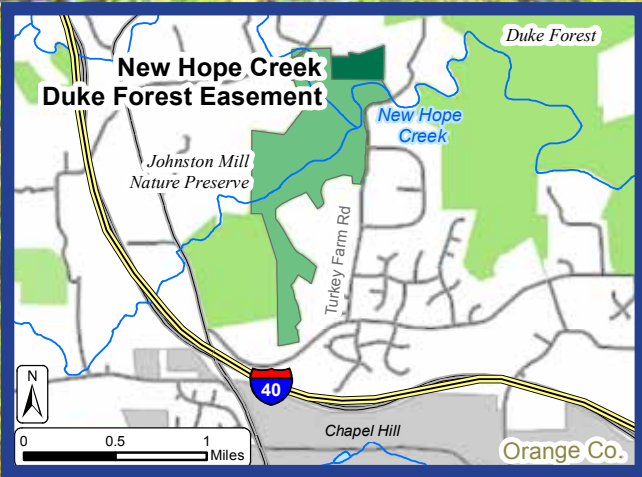 Duke Forest
New Hope Creek
Duke Forest Easement
New Hope
Creek
Johnston Mill
Nature Preserve
Turkey Farm Rd
40
N
0 0.5 1
Miles
Chapel Hill
Orange Co.